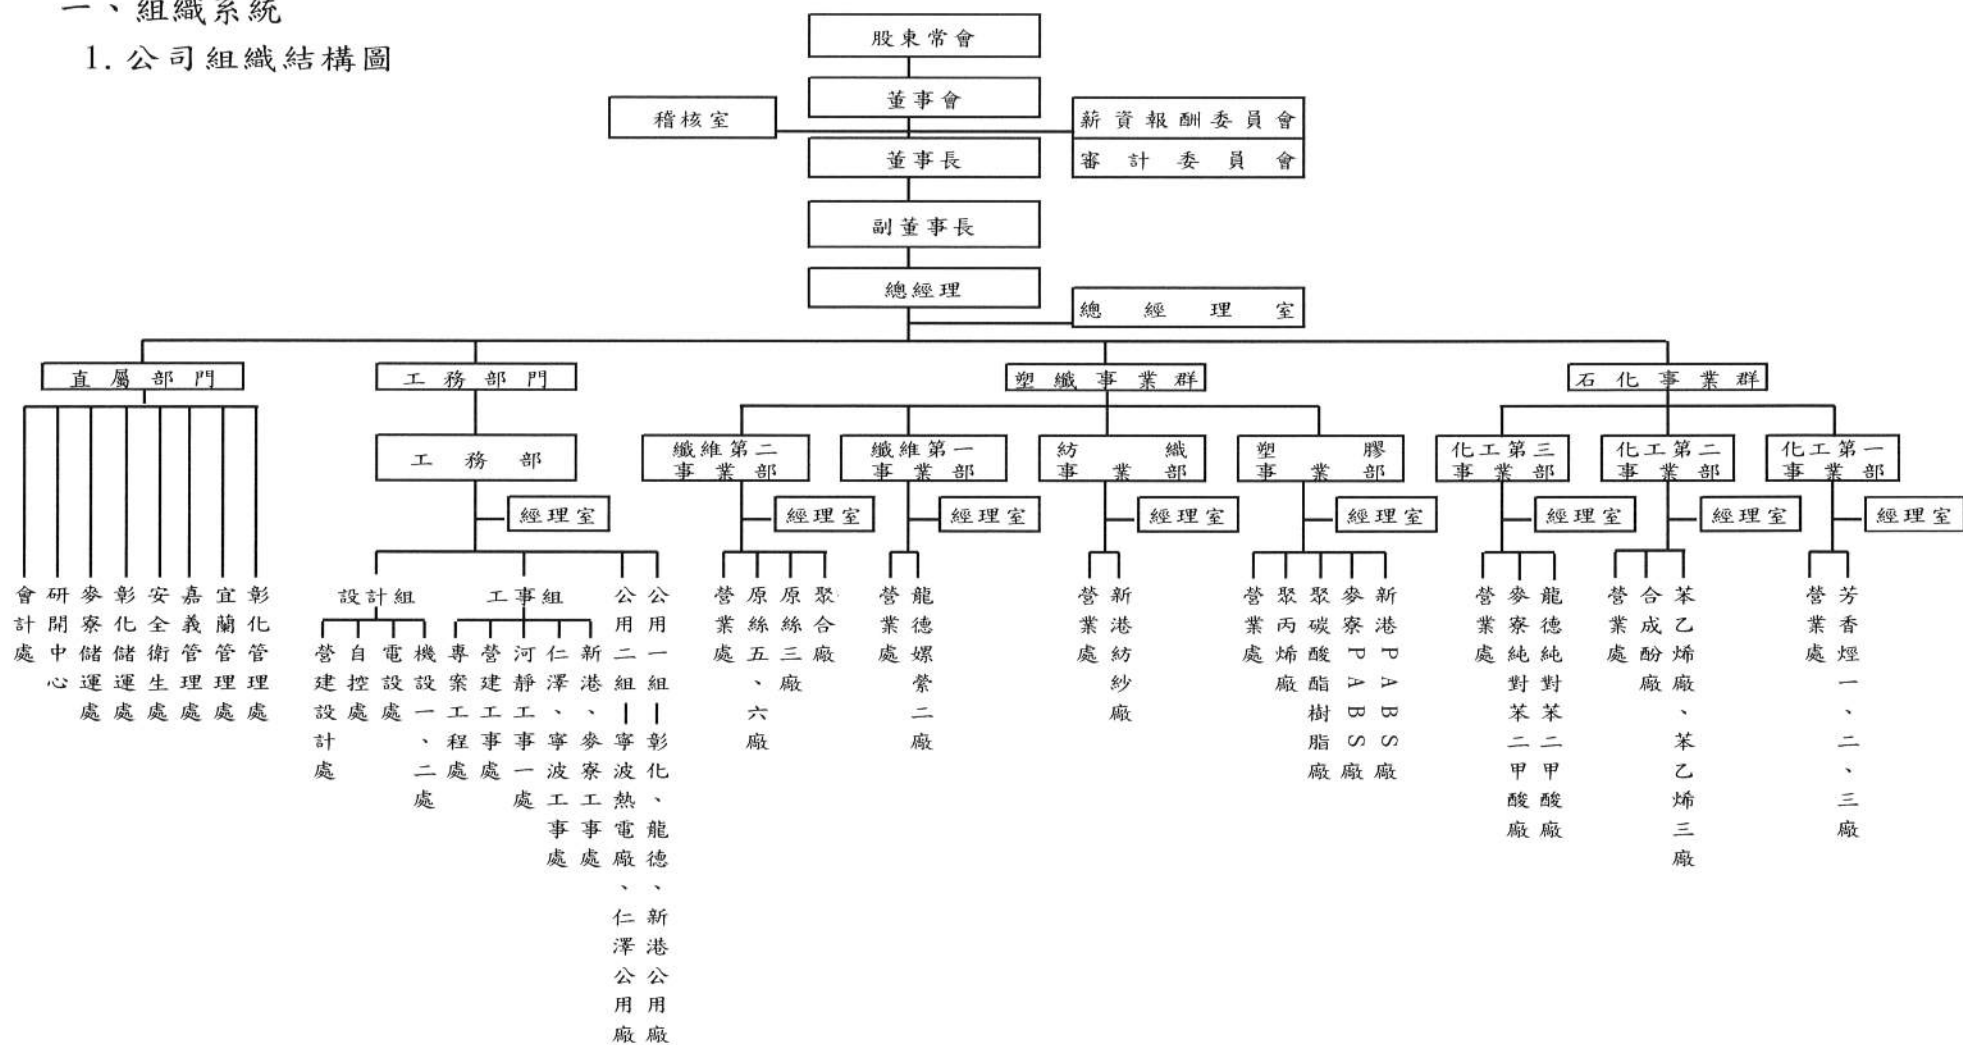 一、組織系統
1. 公司組織結構圖
股東常會
董事會
稽核室
薪資報酬委員會
審計委員會
董事長
副董事長
總經理
總經理室
直屬部門
工務部門
塑纖事業群
石化事業群
工務部
纖維第二
事業部
纖維第一
事業部
紡織
事業部
塑膠
事業部
化工第三
事業部
化工第二
事業部
化工第一
事業部
經理室
經理室
經理室
經理室
經理室
經理室
經理室
經理室
會計處
研開中心
麥寮儲運處
彰化儲運處
安全衛生處
嘉義管理處
宜蘭管理處
彰化管理處
設計組
營建設計處
自控處
電設處
機設一、二處
工事組
專案工程處
營建工事處
河靜工事一處
仁澤、寧波工事處
新港、麥寮工事處
公用二組|寧波熱電廠、仁澤公用廠
公用一組|彰化、龍德、新港公用廠
營業處
原絲五、六廠
原絲三廠
聚合廠
營業處
龍德嫘縈二廠
營業處
新港紡紗廠
營業處
聚丙烯廠
聚碳酸酯樹脂廠
麥寮PABS廠
新港PABS廠
營業處
麥寮純對苯二甲酸廠
龍德純對苯二甲酸廠
營業處
合成酚廠
苯乙烯廠、苯乙烯三廠
營業處
芳香烴一、二、三廠